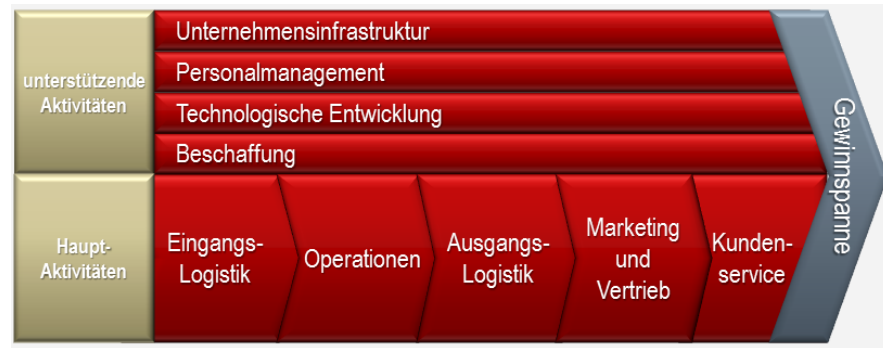 unterstützende
Aktivitäten
Unternehmensinfrastruktur
Personalmanagement
Technologische Entwicklung
Beschaffung
Haupt-
Aktivitäten
Eingangs-
Logistik
Operationen
Ausgangs-
Logistik
Marketing
und
Vertrieb
Kunden-
service
Gewinnspanne